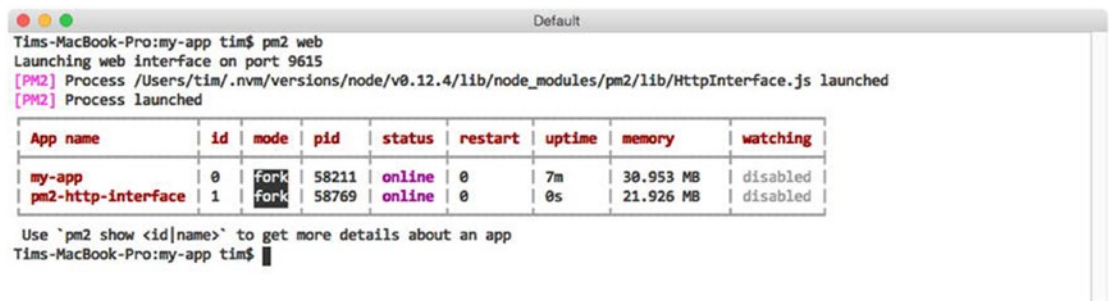 Default
Tims-MacBook-Pro:my-app tim$ pm2 web
Launching web interface on port 9615
[PM2] Process /Users/tim/.nvm/versions/node/v0.12.4/lib/node_modules/pm2/lib/HttpInterface.js launched
[PM2] Process launched
App name | id | mode | pid | status | restart | uptime | memory | watching
my-app | 0 | fork | 58211 | online | 0 | 7m | 30.953 MB | disabled
pm2-http-interface | 1 | fork | 58769 | online | 0 | 0s | 21.926 MB | disabled
Use `pm2 show <id|name>` to get more details about an app
Tims-MacBook-Pro:my-app tim$